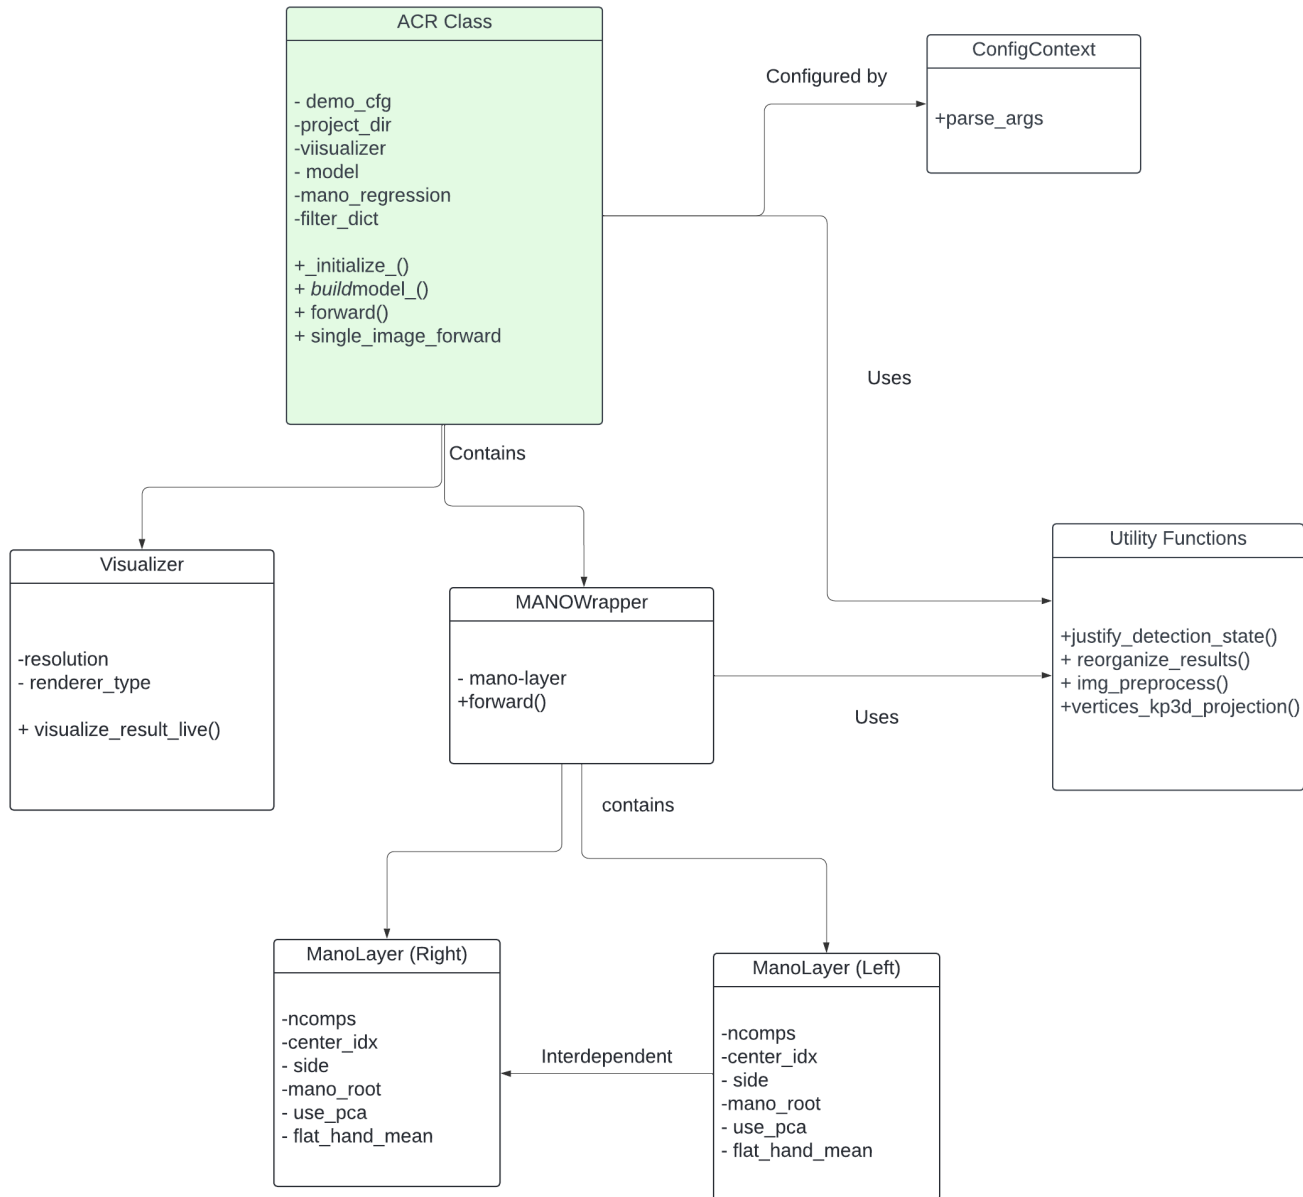 ACR Class
- demo_cfg
-project_dir
-viisualizer
- model
-mano_regression
-filter_dict
+_initialize_()
+ buildmodel_()
+ forward()
+ single_image_forward
Configured by
ConfigContext
+parse_args
Uses
Contains
Visualizer
-resolution
- renderer_type
+ visualize_result_live()
MANOWrapper
- mano-layer
+forward()
Uses
Utility Functions
+justify_detection_state()
+ reorganize_results()
+ img_preprocess()
+vertices_kp3d_projection()
contains
ManoLayer (Right)
-ncomps
-center_idx
- side
-mano_root
- use_pca
- flat_hand_mean
Interdependent
ManoLayer (Left)
-ncomps
-center_idx
- side
-mano_root
- use_pca
- flat_hand_mean